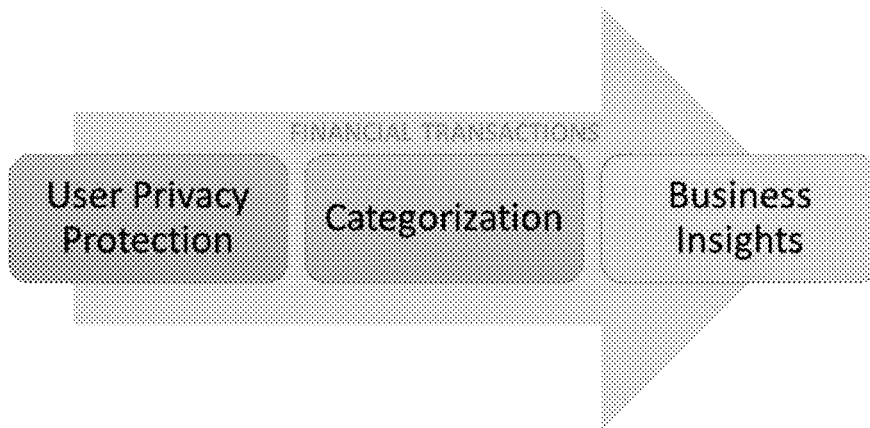 FINANCIAL TRANSACTIONS
User Privacy
Protection
Categorization
Business
Insights